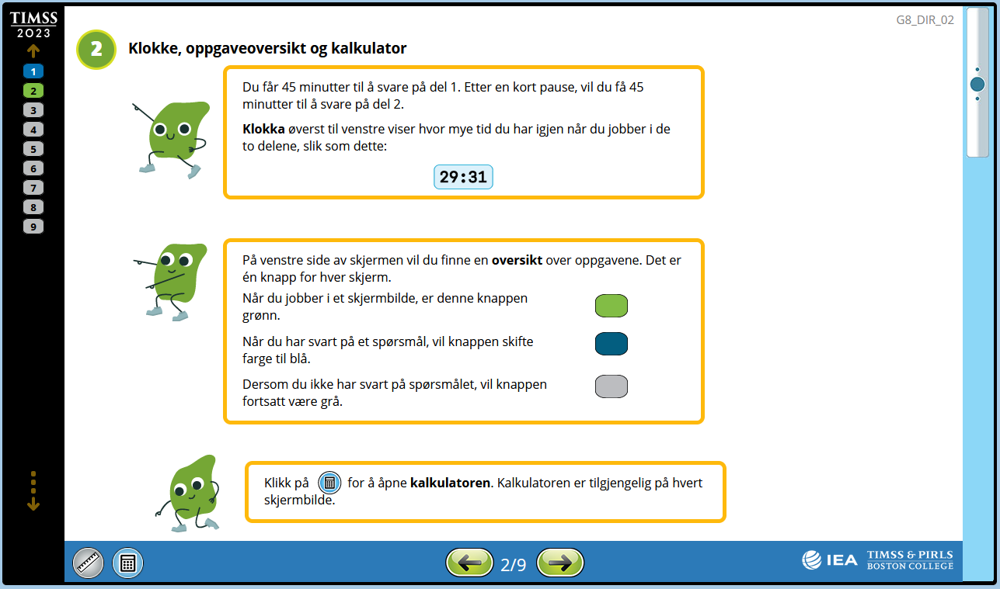 TIMSS
2023
1
2
3
4
5
6
7
8
9
G8_DIR_02
2
Klokke, oppgaveoversikt og kalkulator
Du får 45 minutter til å svare på del 1. Etter en kort pause, vil du få 45
minutter til å svare på del 2.
Klokka øverst til venstre viser hvor mye tid du har igjen når du jobber i de
to delene, slik som dette:
29:31
På venstre side av skjermen vil du finne en oversikt over oppgavene. Det er
én knapp for hver skjerm.
Når du jobber i et skjermbilde, er denne knappen
grønn.
Når du har svart på et spørsmål, vil knappen skifte
farge til blå.
Dersom du ikke har svart på spørsmålet, vil knappen
fortsatt være grå.
Klikk på for å åpne kalkulatoren. Kalkulatoren er tilgjengelig på hvert
skjermbilde.
2/9
IEA
TIMSS & PIRLS
BOSTON COLLEGE